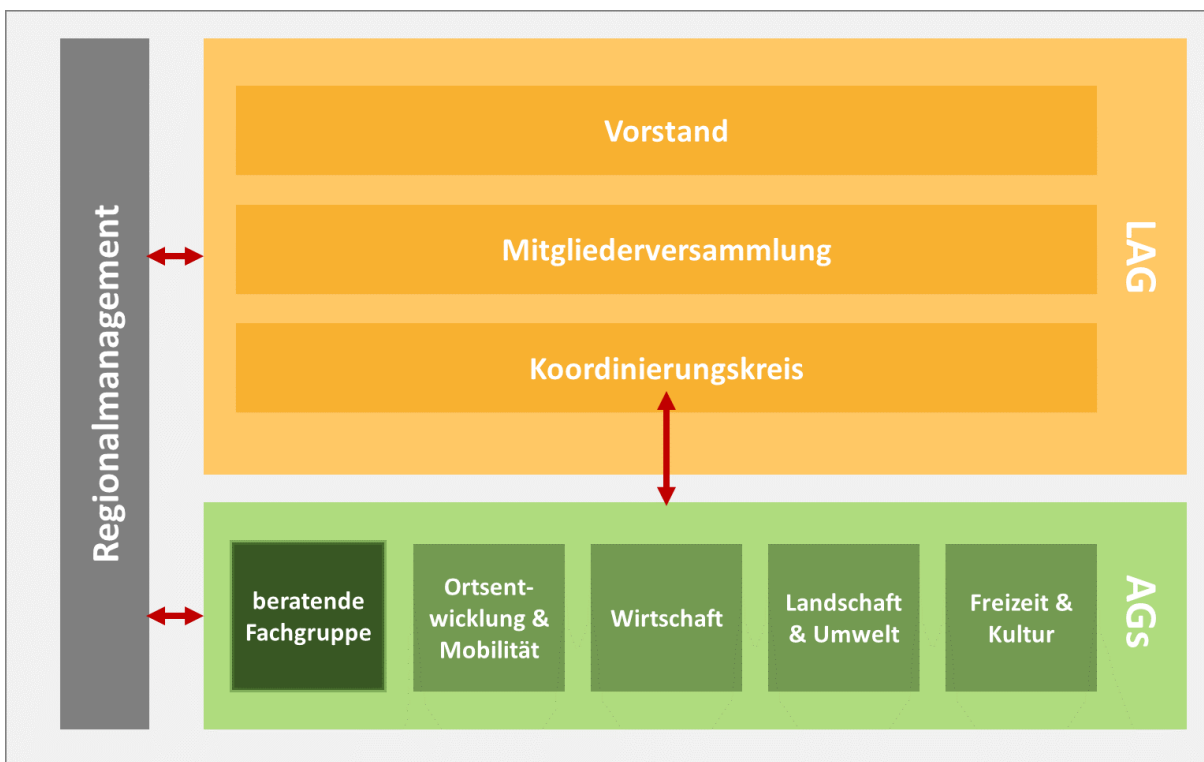 Regionalmanagement
Vorstand
Mitgliederversammlung
Koordinierungskreis
LAG
beratende
Fachgruppe
Ortsent-
wicklung &
Mobilität
Wirtschaft
Landschaft
& Umwelt
Freizeit &
Kultur
AGs